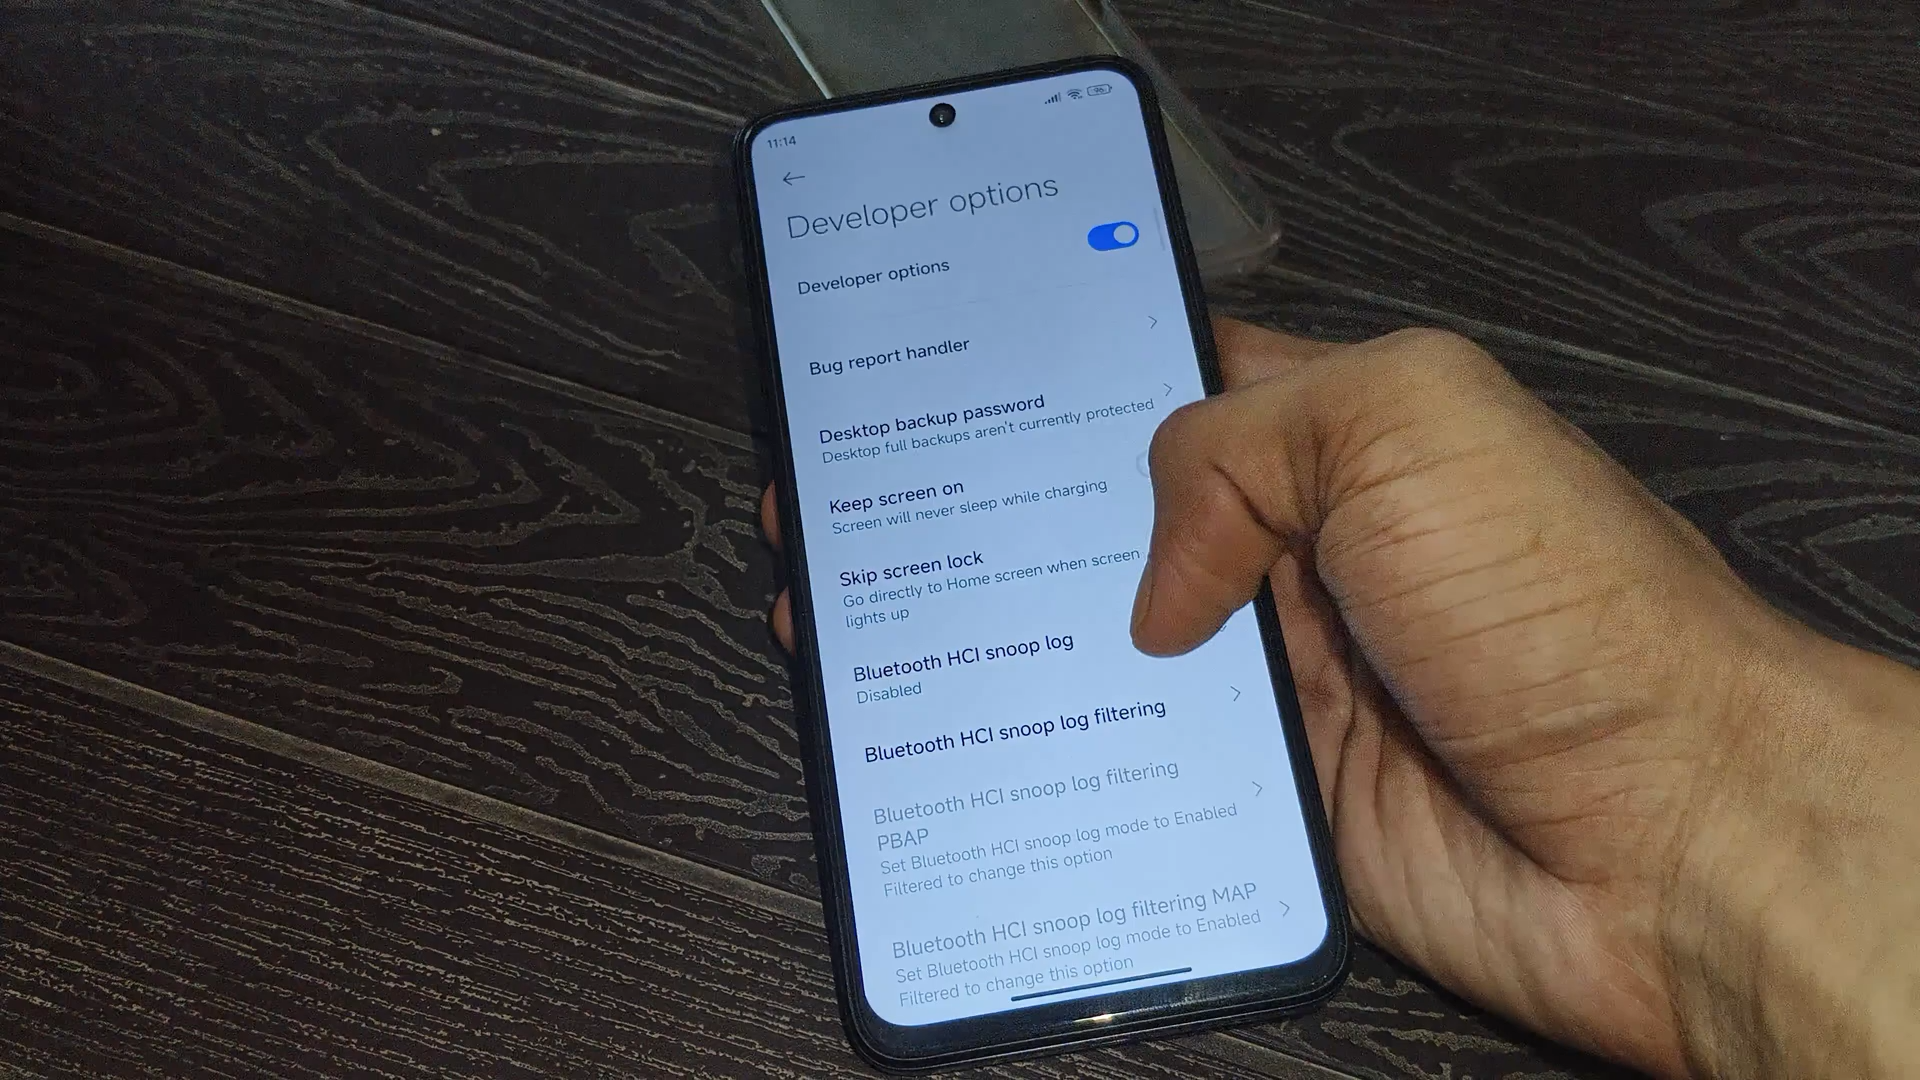 11:14
96
Developer options
Developer options
Bug report handler
Desktop backup password
Desktop full backups aren't currently protected
Keep screen on
Screen will never sleep while charging
Skip screen lock
Go directly to Home screen when screen
lights up
Bluetooth HCI snoop log
Disabled
Bluetooth HCI snoop log filtering
Bluetooth HCI snoop log filtering
PBAP
Set Bluetooth HCI snoop log mode to Enabled
Filtered to change this option
Bluetooth HCI snoop log filtering MAP
Set Bluetooth HCI snoop log mode to Enabled
Filtered to change this option